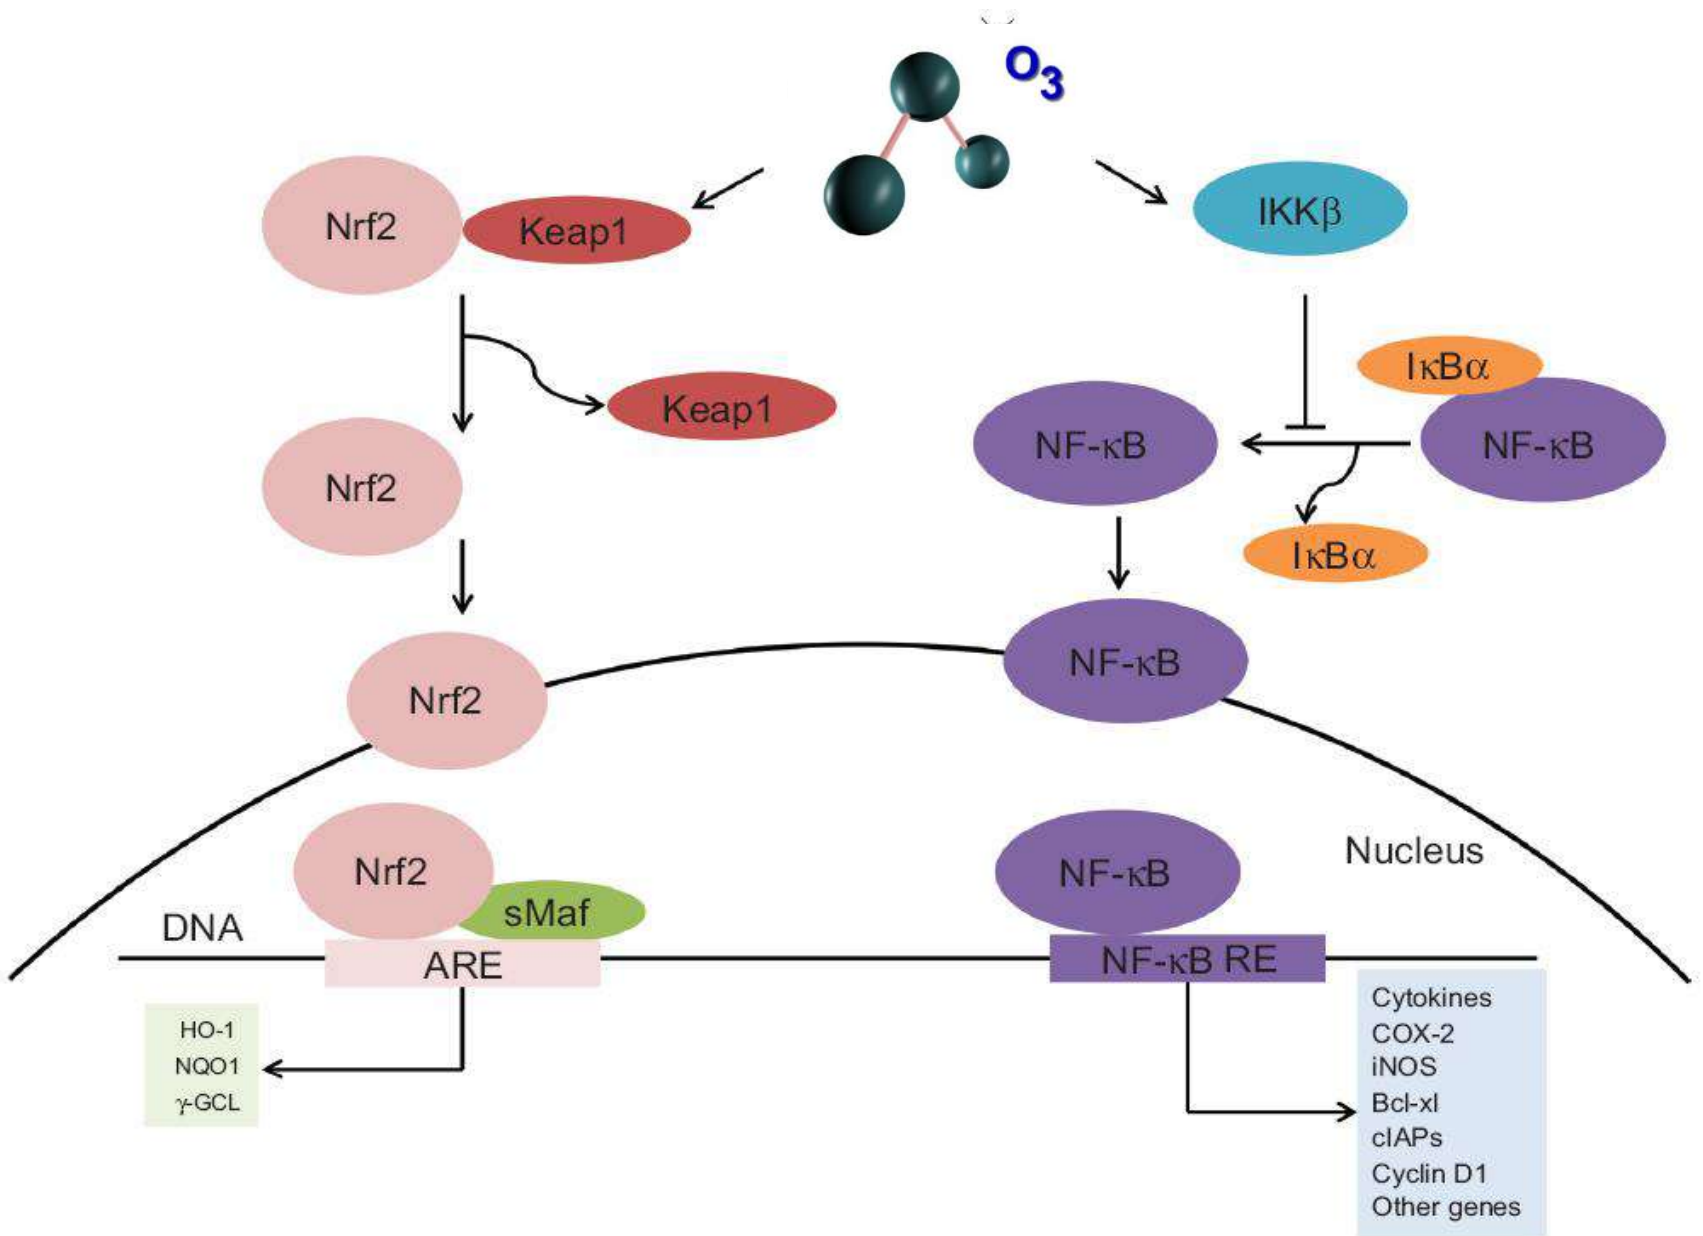 O3
Nrf2
Keap1
IKKβ
IκBα
Keap1
NF-κB
NF-κB
Nrf2
IκBα
NF-κB
Nrf2
Nucleus
Nrf2
NF-κB
sMaf
DNA
ARE
NF-κB RE
HO-1
NQO1
γ-GCL
Cytokines
COX-2
iNOS
Bcl-xl
cIAPs
Cyclin D1
Other genes